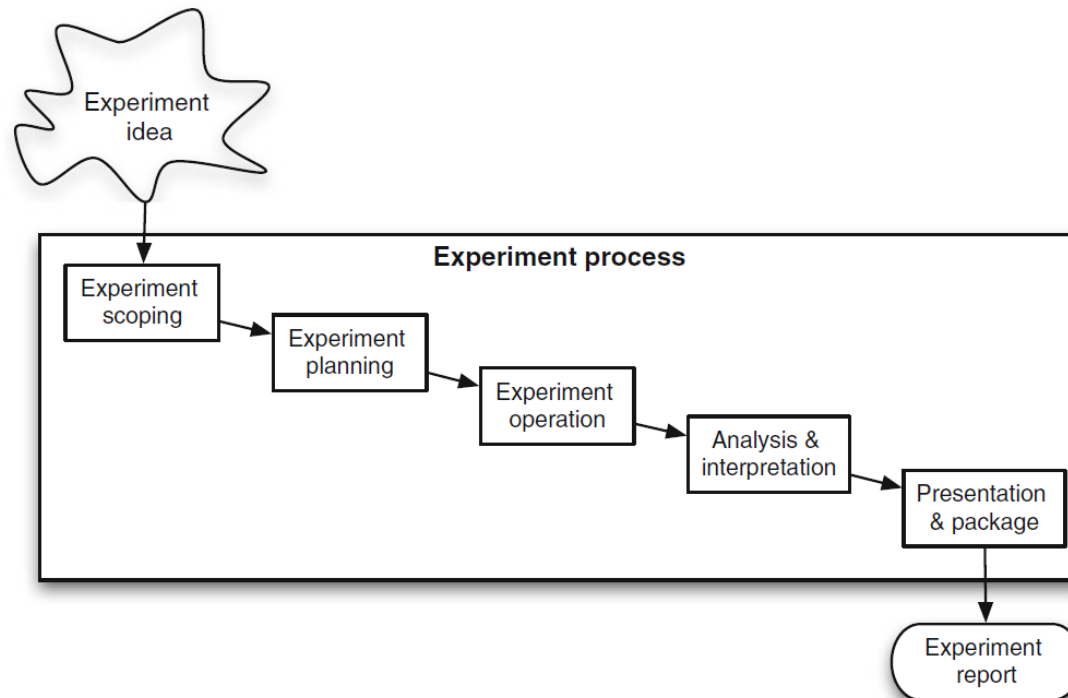 Experiment
idea
Experiment process
Experiment
scoping
Experiment
planning
Experiment
operation
Analysis &
interpretation
Presentation
& package
Experiment
report